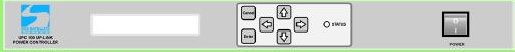 UPC 100 UP-LINK
POWER CONTROLLER
Cancel
Enter
STATUS
POWER